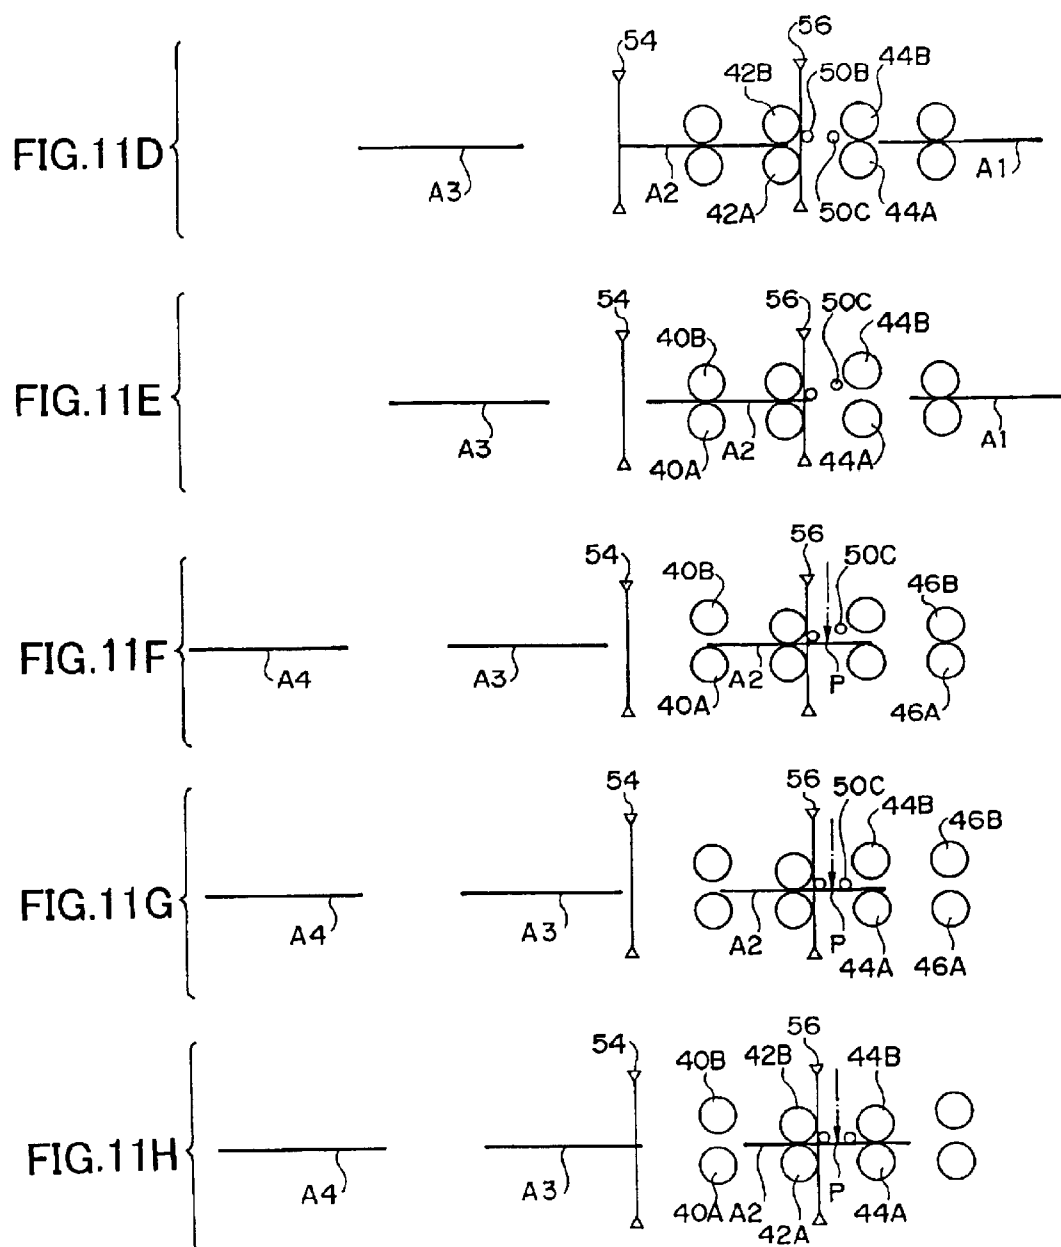 54 56
42B 50B 44B
FIG.11D
A3 A2 A1
42A 50C 44A
54 56 50C
40B 44B
FIG.11E
A3 A2 A1
40A 44A
54 56 50C
40B 46B
FIG.11F
A4 A3 A2 P
40A 46A
54 56 50C
44B 46B
FIG.11G
A4 A3 A2 P
44A 46A
54 56
40B 42B 44B
FIG.11H
A4 A3 40A A2 P
42A 44A